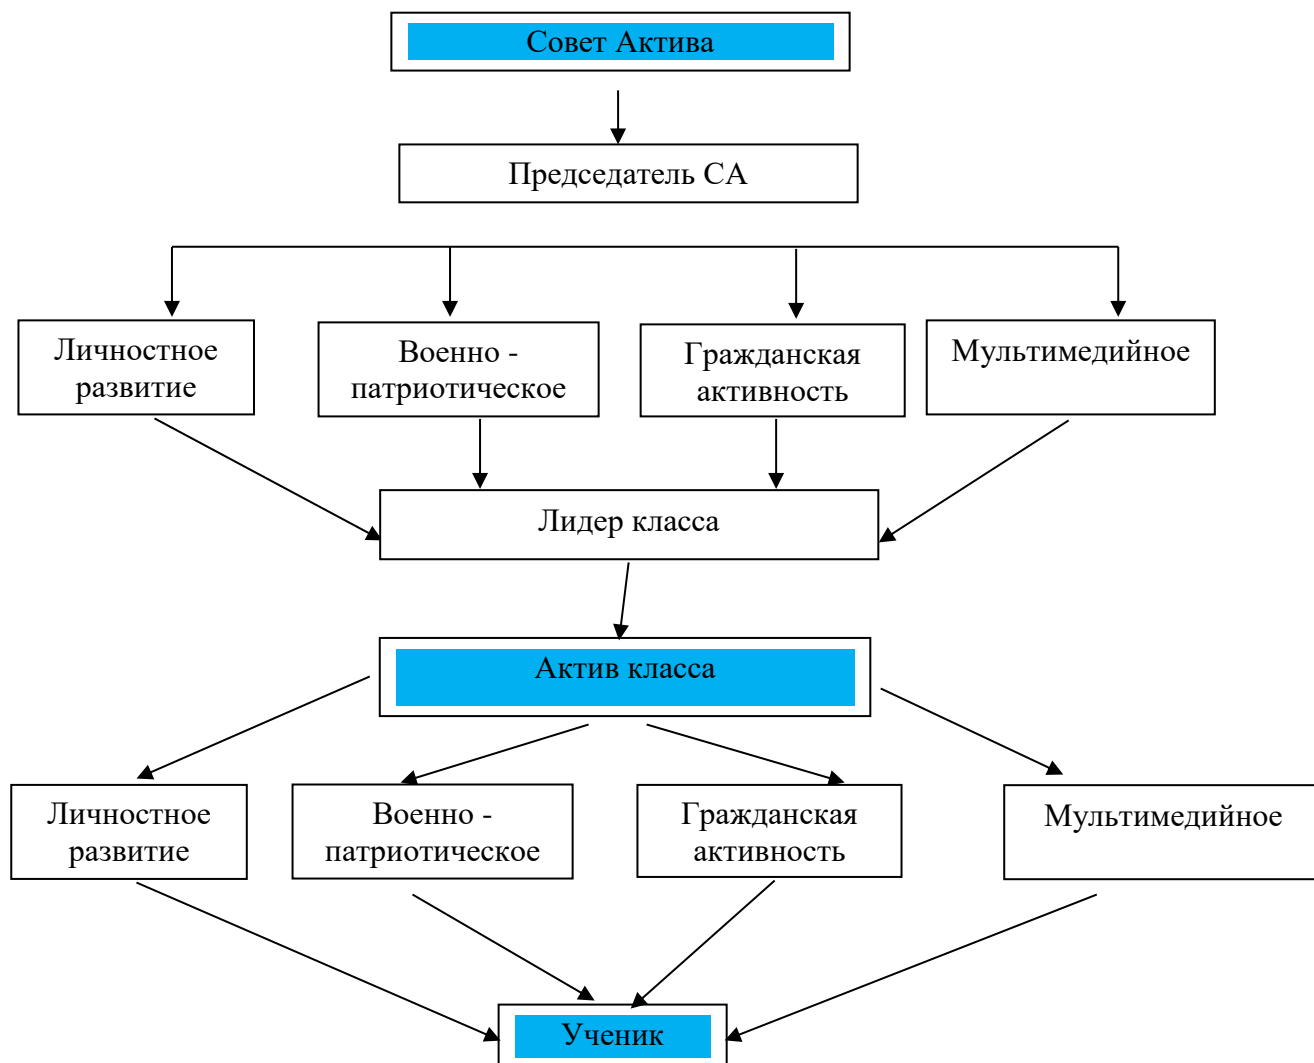 Совет Актива
Председатель СА
Личностное
развитие
Военно -
патриотическое
Гражданская
активность
Мультимедийное
Лидер класса
Актив класса
Личностное
развитие
Военно -
патриотическое
Гражданская
активность
Мультимедийное
Ученик